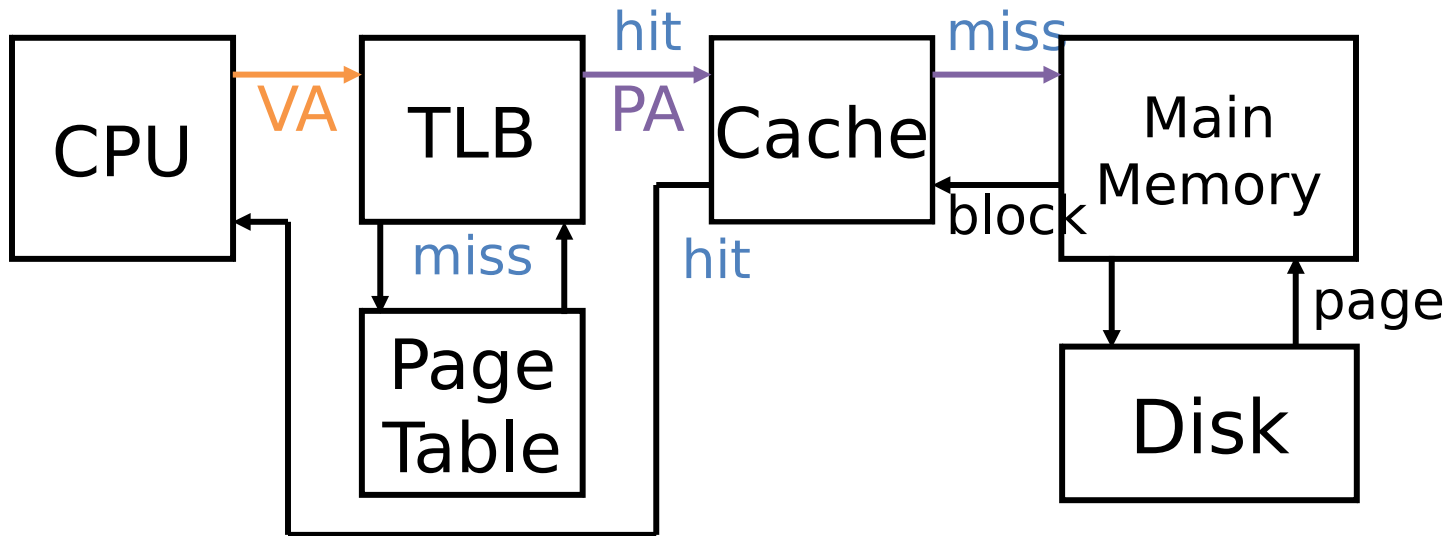 hit
miss
VA
PA
CPU
TLB
Cache
Main
Memory
block
miss
hit
page
Page
Table
Disk